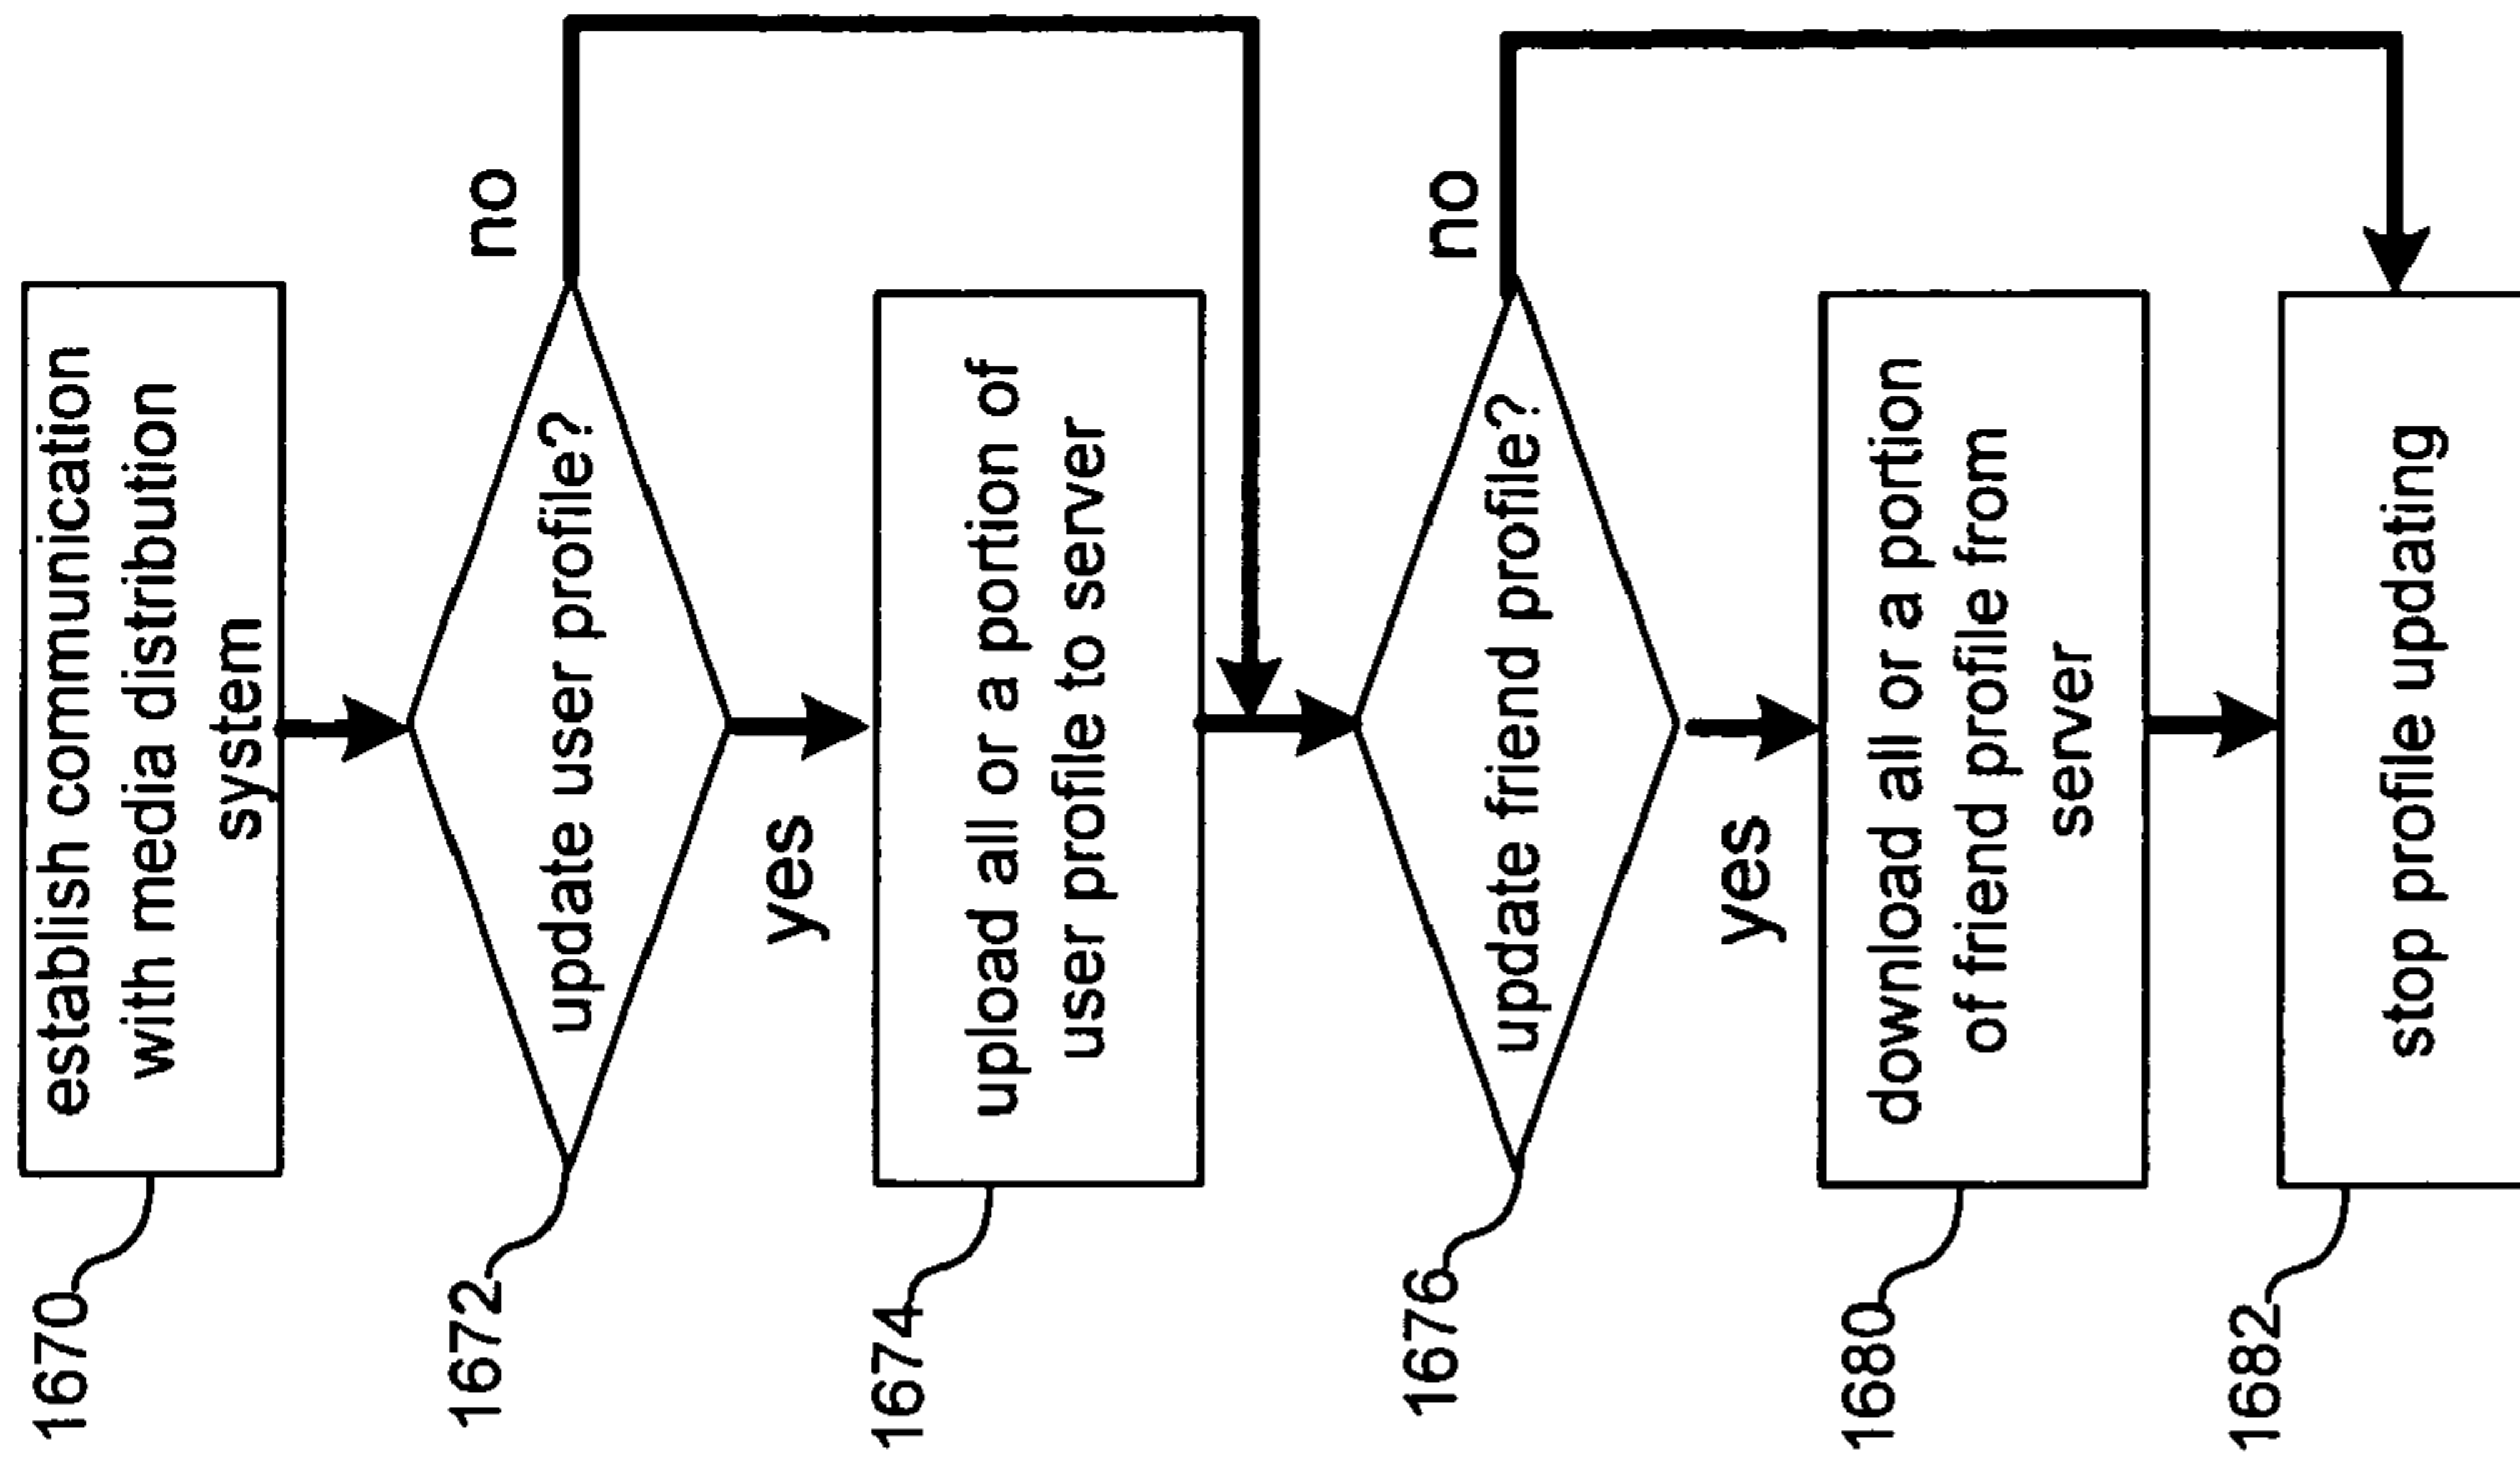 1670
establish communication
with media distribution
system
1672
update user profile?
no
yes
1674
upload all or a portion of
user profile to server
1676
update friend profile?
no
yes
1680
download all or a portion
of friend profile from
server
1682
stop profile updating